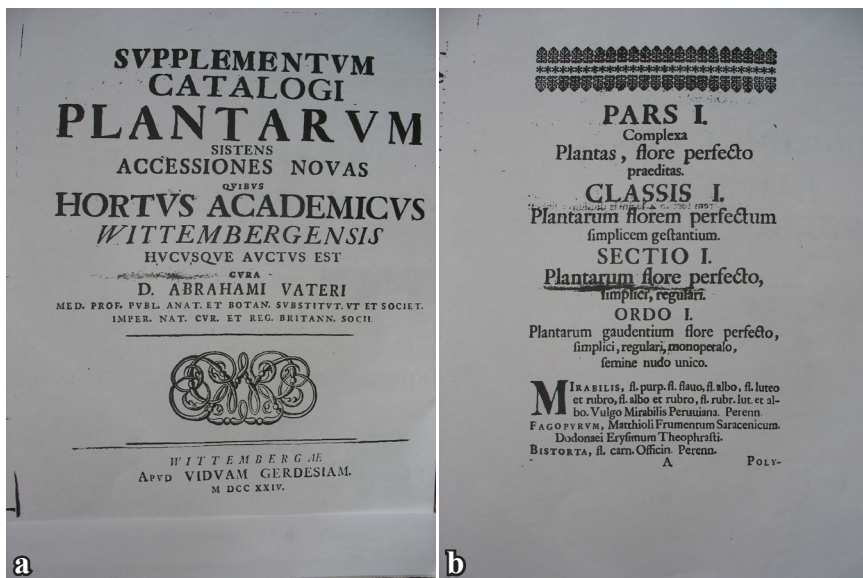 SVPPLEMENTVM
CATALOGI
PLANTARVM
SISTENS
ACCESSIONES NOVAS
QVIBVS
HORTVS ACADEMICVS
WITTEMBERGENSIS
HVCVSQVE AVCTVS EST
CVRA
D. ABRAHAMI VATERI
MED. PROF. PVBL. ANAT. ET BOTAN. SVBSTITVT. VT ET SOCIET.
IMPER. NAT. CVR. ET REG. BRITANN. SOCII.
WITTEMBERGAE
APVD VIDVAM GERDESIAM.
M DCC XXIV.
a
PARS I.
Complexa
Plantas, flore perfecto
praeditas.
CLASSIS I.
Plantarum florem perfectum
ſimplicem geſtantium.
SECTIO I.
Plantarum flore perfecto,
ſimplici, regulari.
ORDO I.
Plantarum gaudentium flore perfecto,
ſimplici, regulari, monopetalo,
ſemine nudo unico.
MIRABILIS, fl. purp. fl. flauo, fl. albo, fl. luteo
et rubro, fl. albo et rubro, fl. rubr. lut. et al-
bo. Vulgo Mirabilis Peruuiana. Perenn.
FAGOPYRVM, Matthioli Frumentum Saracenicum.
Dodonaei Eryſimum Theophraſti.
BISTORTA, fl. carn. Officin. Perenn.
A POLY-
b